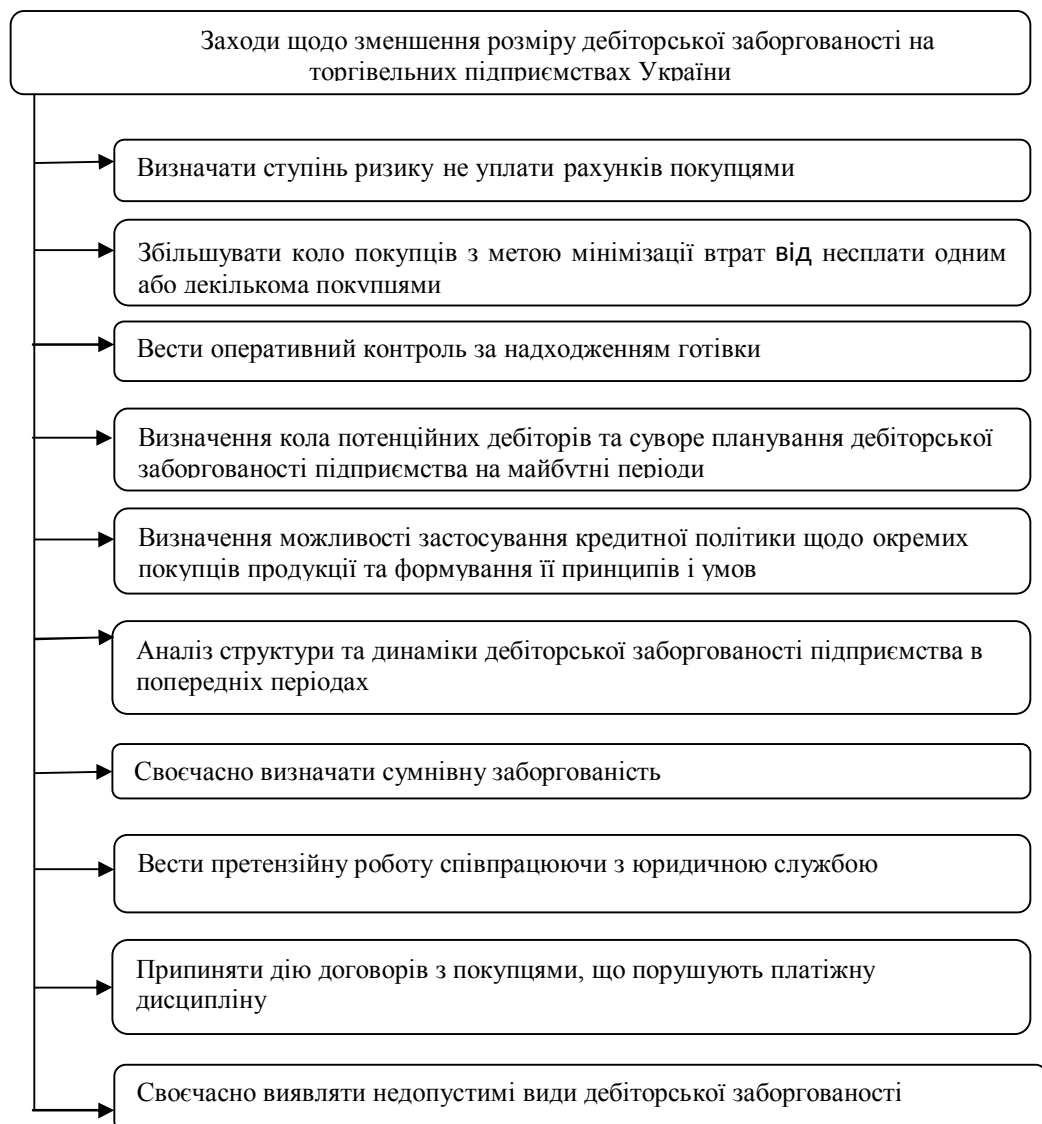 Заходи щодо зменшення розміру дебіторської заборгованості на
торгівельних підприємствах України
Визначати ступінь ризику не уплати рахунків покупцями
Збільшувати коло покупців з метою мінімізації втрат від несплати одним
або декількома покупцями
Вести оперативний контроль за надходженням готівки
Визначення кола потенційних дебіторів та суворе планування дебіторської
заборгованості підприємства на майбутні періоди
Визначення можливості застосування кредитної політики щодо окремих
покупців продукції та формування її принципів і умов
Аналіз структури та динаміки дебіторської заборгованості підприємства в
попередніх періодах
Своєчасно визначати сумнівну заборгованість
Вести претензійну роботу співпрацюючи з юридичною службою
Припиняти дію договорів з покупцями, що порушують платіжну
дисципліну
Своєчасно виявляти недопустимі види дебіторської заборгованості